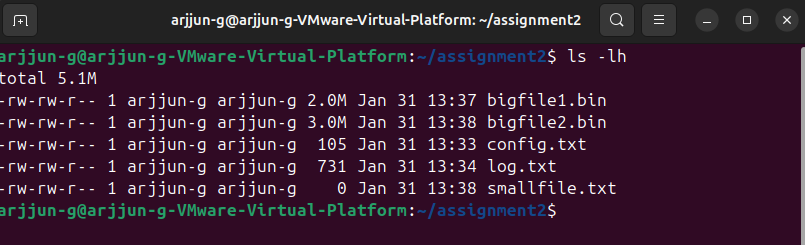 arjjun-g@arjjun-g-VMware-Virtual-Platform: ~/assignment2
arjjun-g@arjjun-g-VMware-Virtual-Platform:~/assignment2$ ls -lh
total 5.1M
-rw-rw-r-- 1 arjjun-g arjjun-g 2.0M Jan 31 13:37 bigfile1.bin
-rw-rw-r-- 1 arjjun-g arjjun-g 3.0M Jan 31 13:38 bigfile2.bin
-rw-rw-r-- 1 arjjun-g arjjun-g  105 Jan 31 13:33 config.txt
-rw-rw-r-- 1 arjjun-g arjjun-g  731 Jan 31 13:34 log.txt
-rw-rw-r-- 1 arjjun-g arjjun-g    0 Jan 31 13:38 smallfile.txt
arjjun-g@arjjun-g-VMware-Virtual-Platform:~/assignment2$